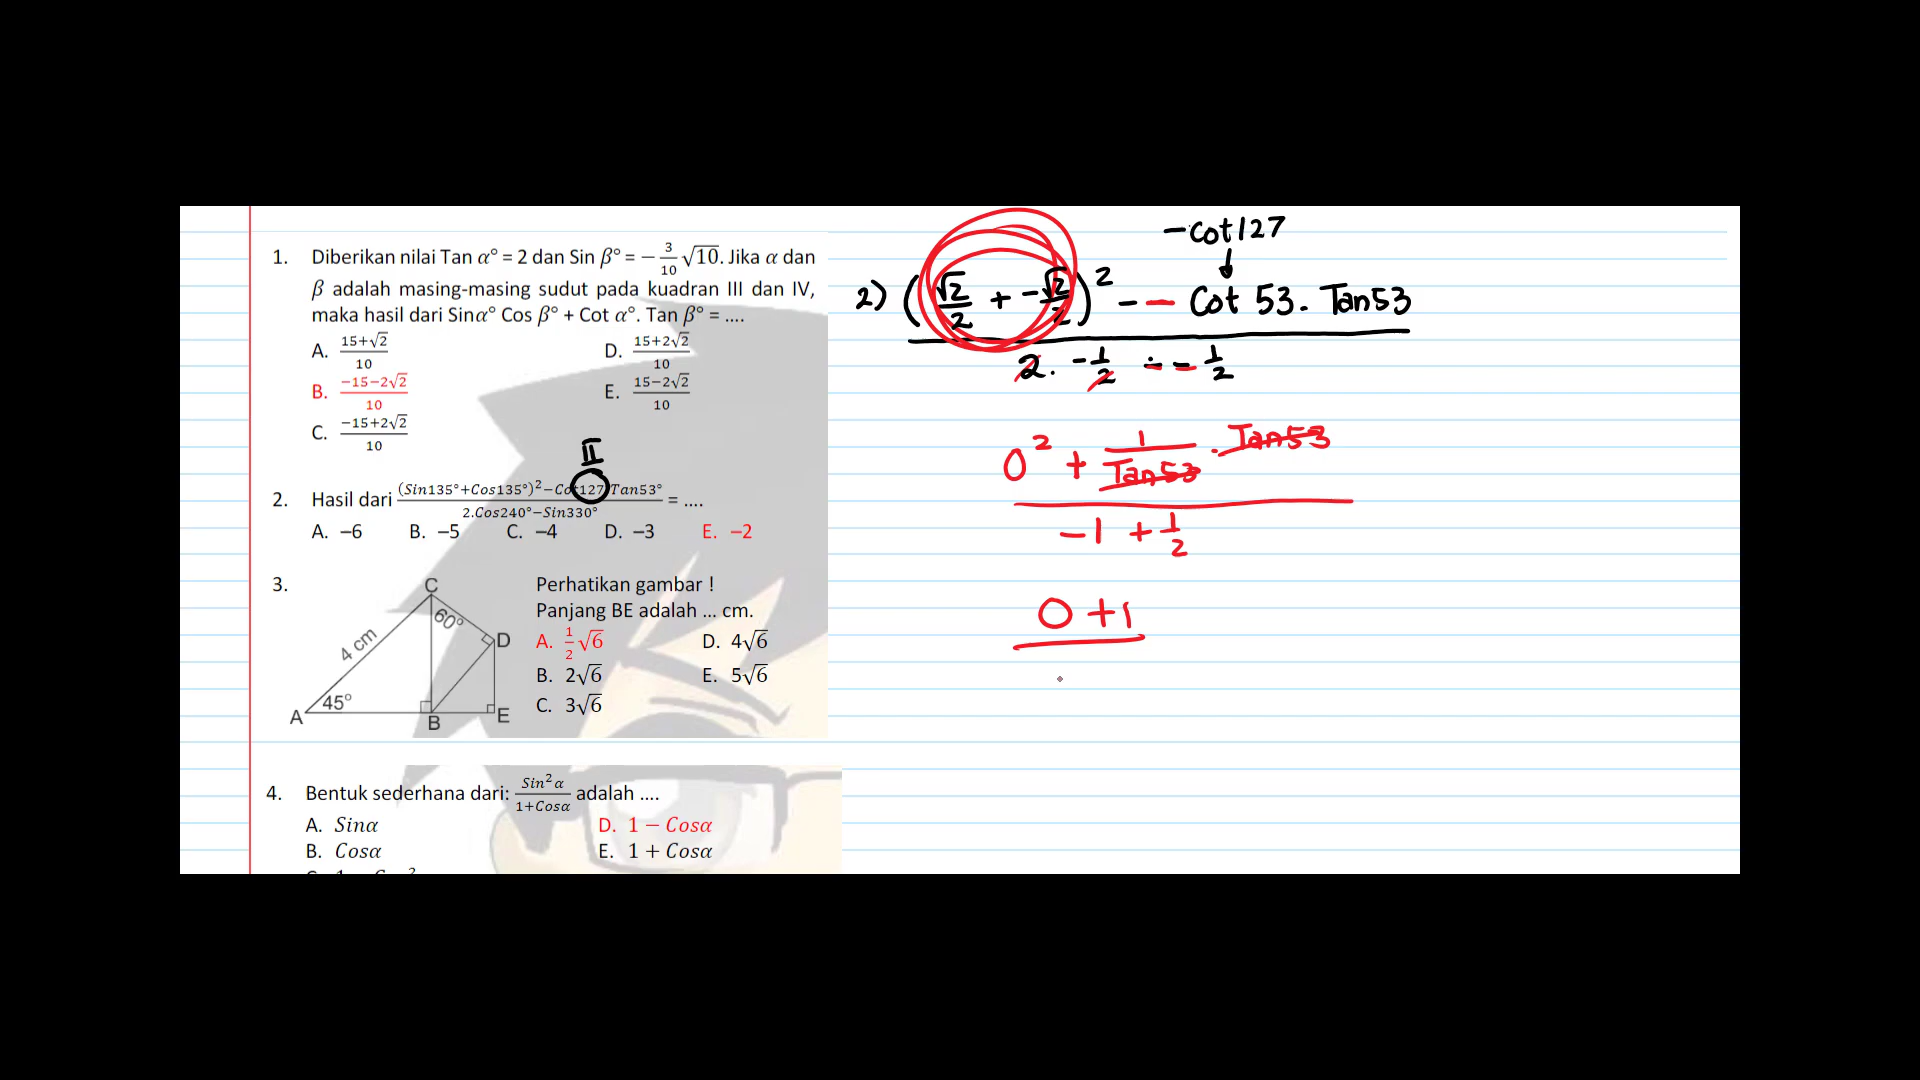 1. Diberikan nilai Tan α° = 2 dan Sin β° = −3/10 √10. Jika α dan
β adalah masing-masing sudut pada kuadran III dan IV,
maka hasil dari Sinα° Cos β° + Cot α°. Tan β° = ....
A. 15+√2/10 D. 15+2√2/10
B. −15−2√2/10 E. 15−2√2/10
C. −15+2√2/10
II
2. Hasil dari (Sin135°+Cos135°)²−Cot127°.Tan53° / 2.Cos240°−Sin330° = ....
A. −6 B. −5 C. −4 D. −3 E. −2
3. Perhatikan gambar !
Panjang BE adalah ... cm.
A. 1/2 √6 D. 4√6
B. 2√6 E. 5√6
C. 3√6
C
60°
4 cm
D
45°
A
B
E
4. Bentuk sederhana dari: Sin²α/1+Cosα adalah ....
A. Sinα D. 1 − Cosα
B. Cosα E. 1 + Cosα
−Cot127
↓
2) (√2/2 + −√2/2)² − − Cot 53. Tan53
2. −1/2 ÷ − 1/2
0² + 1/Tan53 . Tan53
−1 + 1/2
0 + 1